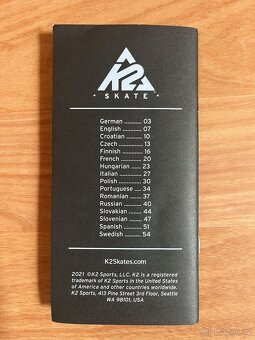 K2
SKATE
German ........... 03
English ........... 07
Croatian ......... 10
Czech ............. 13
Finnish ........... 16
French ........... 20
Hungarian ...... 23
Italian ............ 27
Polish ............. 30
Portuguese .... 34
Romanian ...... 37
Russian .......... 40
Slovakian ....... 44
Slovenian ....... 47
Spanish .......... 51
Swedish ......... 54
K2Skates.com
2021 ©K2 Sports, LLC. K2 is a registered
trademark of K2 Sports in the United States
of America and other countries worldwide.
K2 Sports, 413 Pine Street 3rd Floor, Seattle
WA 98101, USA